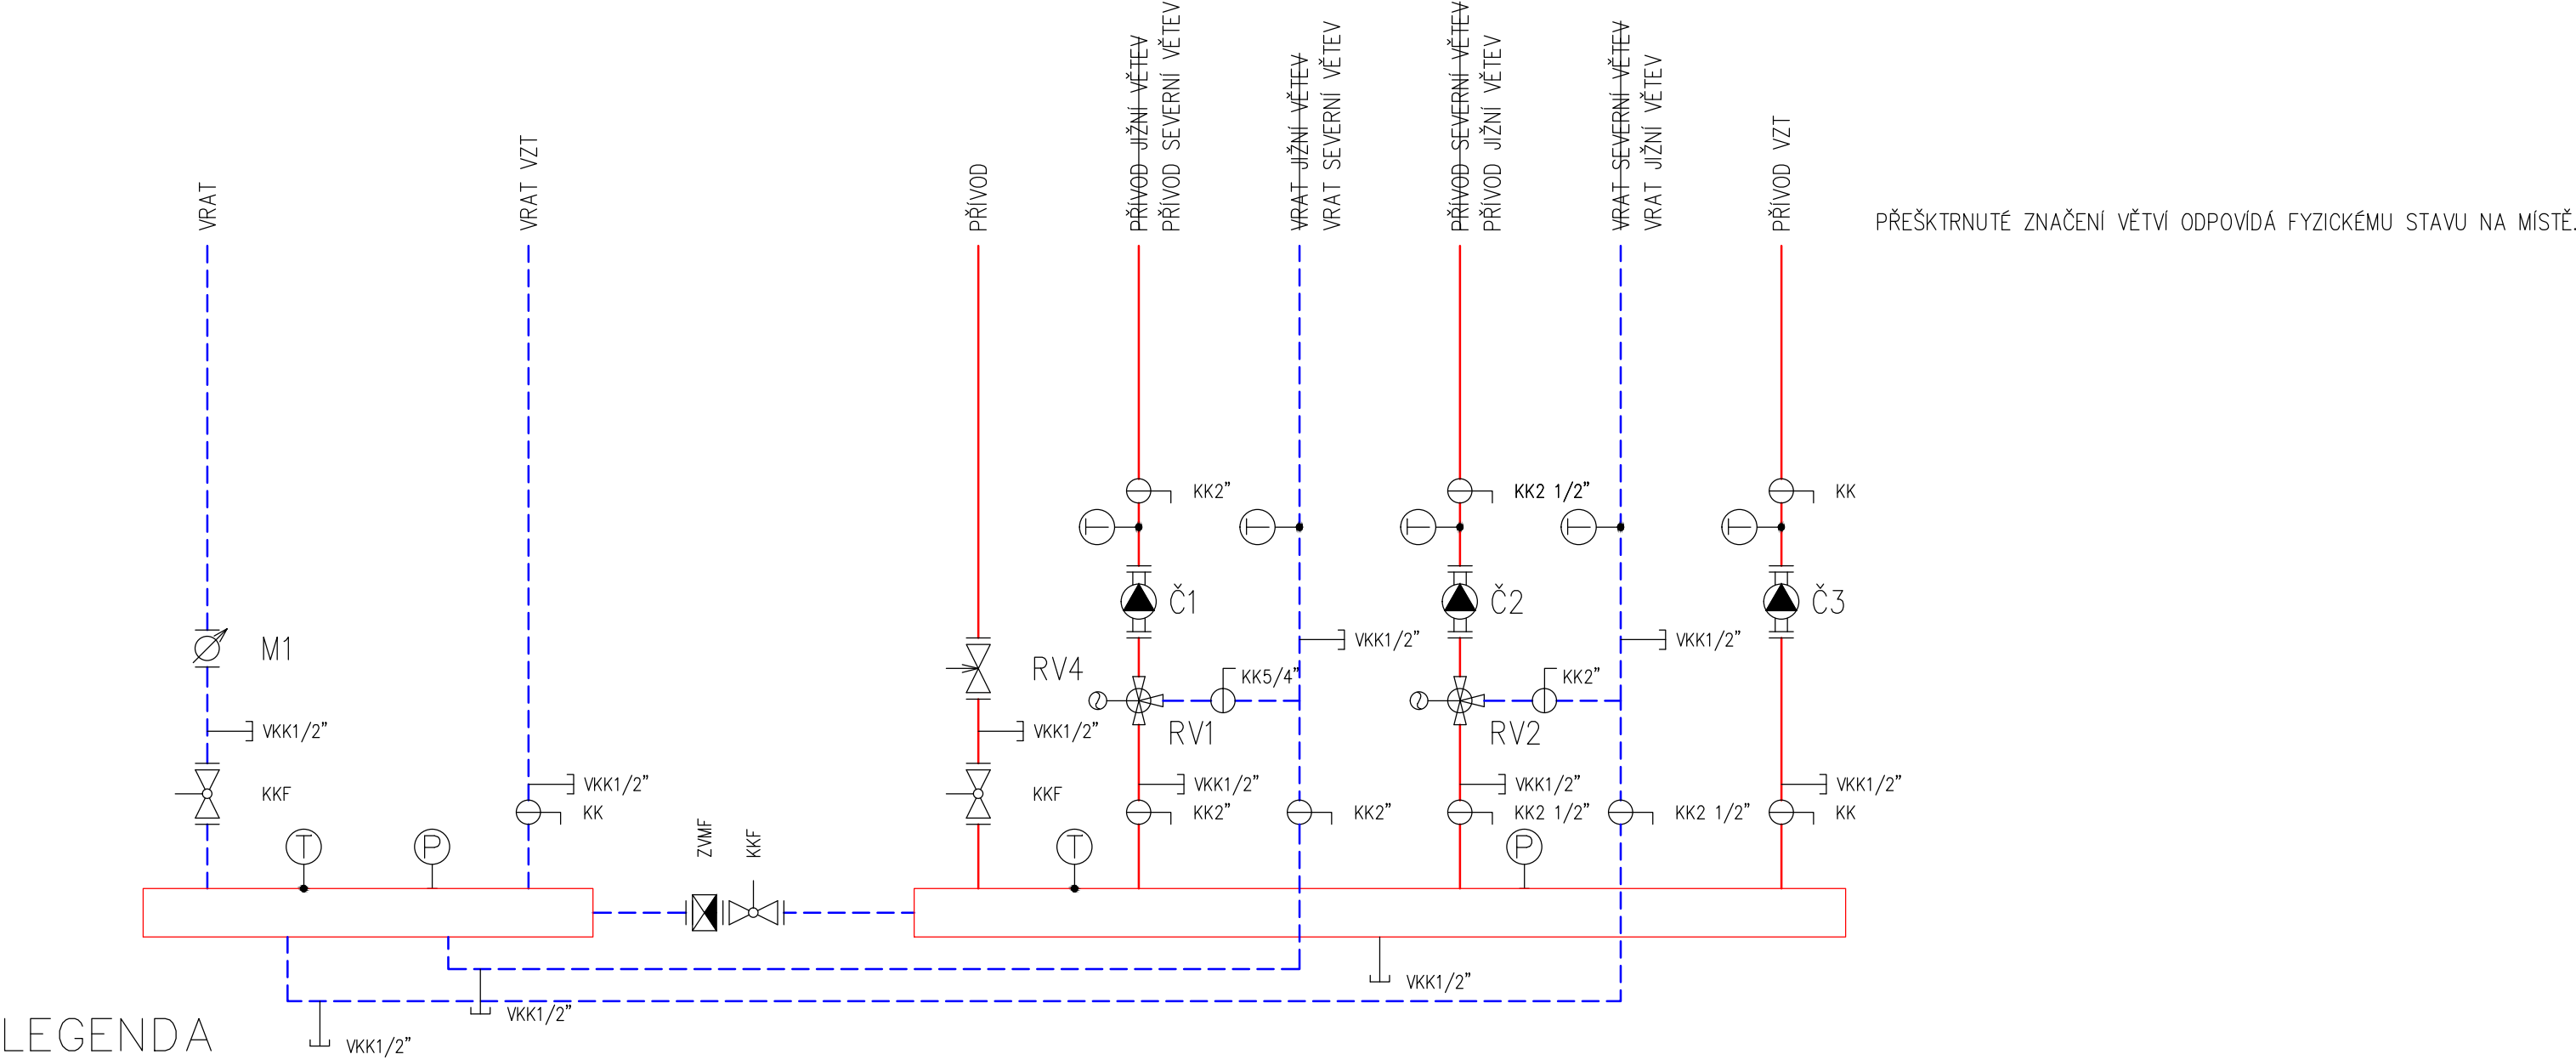 VRAT
VRAT VZT
PŘÍVOD
PŘÍVOD JIŽNÍ VĚTEV
PŘÍVOD SEVERNÍ VĚTEV
VRAT JIŽNÍ VĚTEV
VRAT SEVERNÍ VĚTEV
PŘÍVOD SEVERNÍ VĚTEV
PŘÍVOD JIŽNÍ VĚTEV
VRAT SEVERNÍ VĚTEV
VRAT JIŽNÍ VĚTEV
PŘÍVOD VZT
PŘEŠKTRNUTÉ ZNAČENÍ VĚTVÍ ODPOVÍDÁ FYZICKÉMU STAVU NA MÍSTĚ.
KK2"
KK2 1/2"
KK
T
T
T
T
T
Č1
Č2
Č3
M1
RV4
VKK1/2"
VKK1/2"
KK5/4"
KK2"
VKK1/2"
VKK1/2"
RV1
RV2
KKF
VKK1/2"
KKF
VKK1/2"
VKK1/2"
VKK1/2"
KK
KK2"
KK2"
KK2 1/2"
KK2 1/2"
KK
T
P
ZVMF
KKF
T
P
VKK1/2"
VKK1/2"
VKK1/2"
LEGENDA